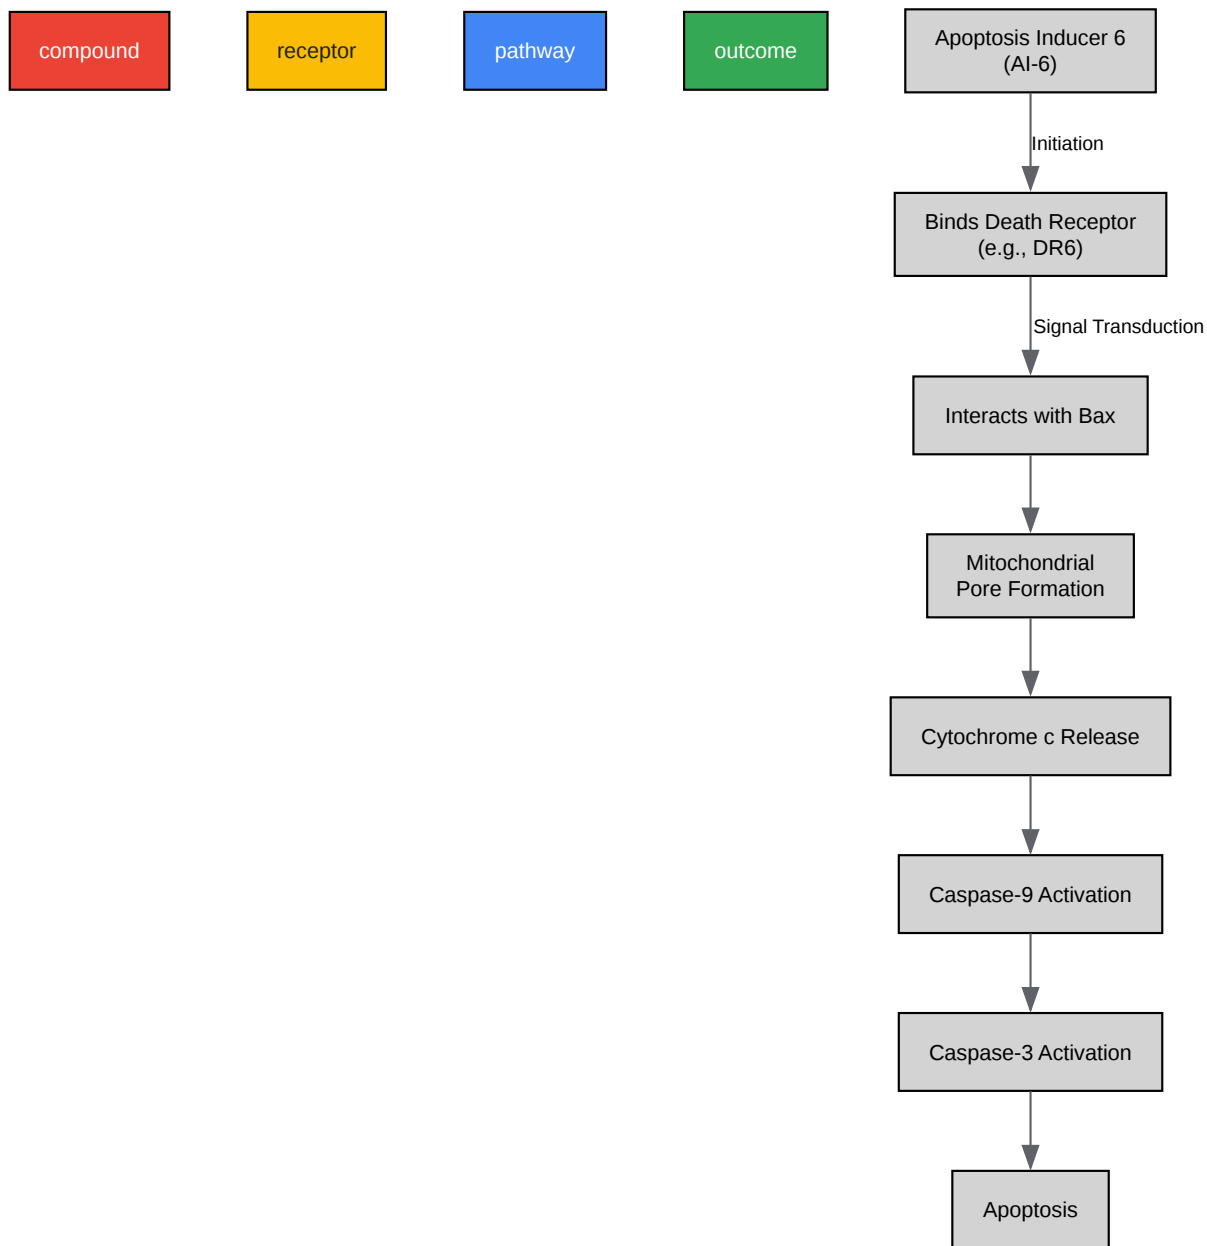 compound
receptor
pathway
outcome
Apoptosis Inducer 6
(AI-6)
Initiation
Binds Death Receptor
(e.g., DR6)
Signal Transduction
Interacts with Bax
Mitochondrial
Pore Formation
Cytochrome c Release
Caspase-9 Activation
Caspase-3 Activation
Apoptosis